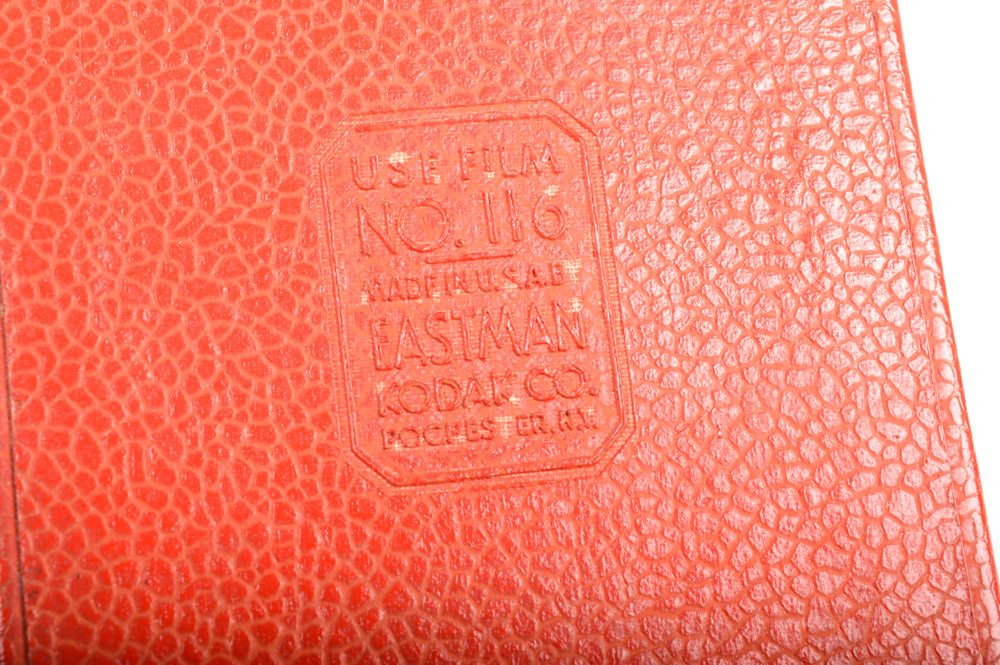 USE FILM
NO. 116
MADE IN U.S.A. BY
EASTMAN
KODAK CO.
ROCHESTER, N.Y.